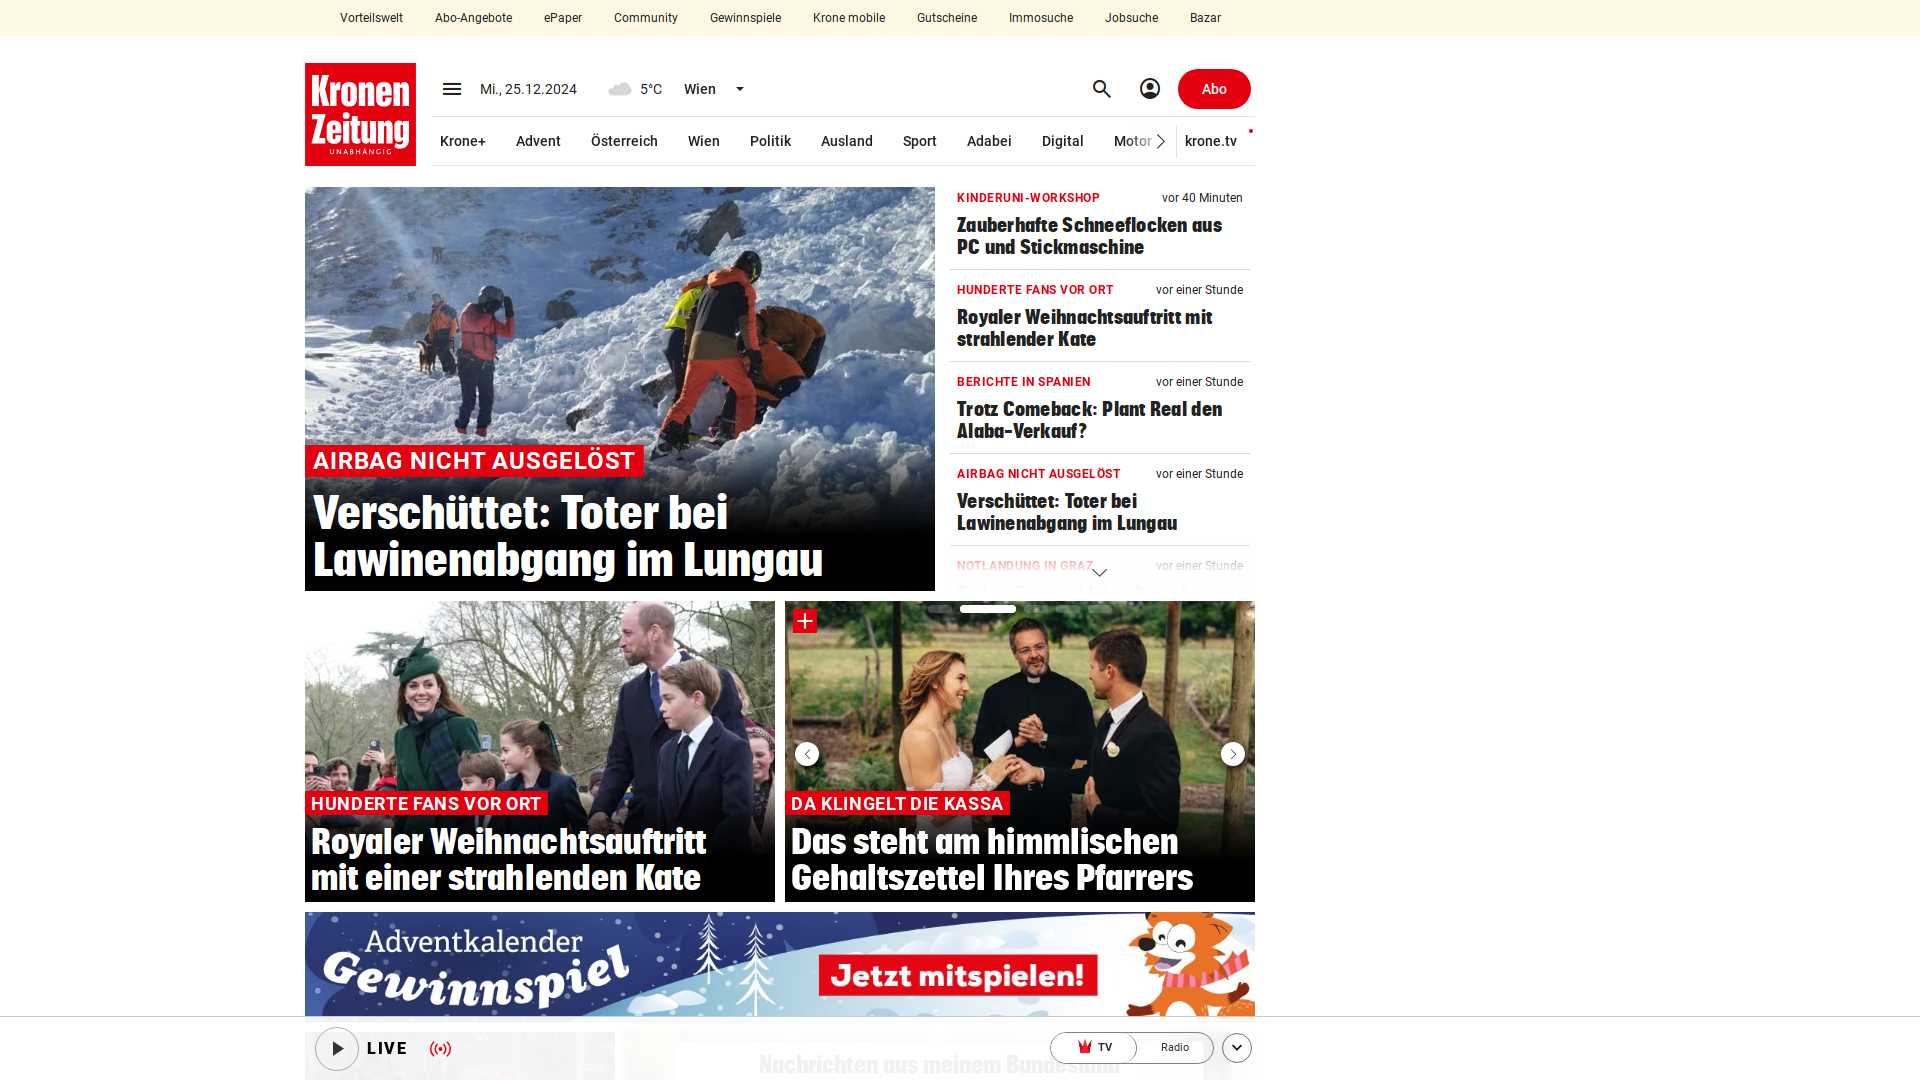 Vorteilswelt Abo-Angebote ePaper Community Gewinnspiele Krone mobile Gutscheine Immosuche Jobsuche Bazar
Kronen
Zeitung
UNABHÄNGIG
Mi., 25.12.2024 5°C Wien
Abo
Krone+ Advent Österreich Wien Politik Ausland Sport Adabei Digital Motor krone.tv
AIRBAG NICHT AUSGELÖST
Verschüttet: Toter bei
Lawinenabgang im Lungau
KINDERUNI-WORKSHOP vor 40 Minuten
Zauberhafte Schneeflocken aus
PC und Stickmaschine
HUNDERTE FANS VOR ORT vor einer Stunde
Royaler Weihnachtsauftritt mit
strahlender Kate
BERICHTE IN SPANIEN vor einer Stunde
Trotz Comeback: Plant Real den
Alaba-Verkauf?
AIRBAG NICHT AUSGELÖST vor einer Stunde
Verschüttet: Toter bei
Lawinenabgang im Lungau
NOTLANDUNG IN GRAZ vor einer Stunde
HUNDERTE FANS VOR ORT
Royaler Weihnachtsauftritt
mit einer strahlenden Kate
DA KLINGELT DIE KASSA
Das steht am himmlischen
Gehaltszettel Ihres Pfarrers
Adventkalender
Gewinnspiel
Jetzt mitspielen!
LIVE
TV Radio
Nachrichten aus meinem Bundesland